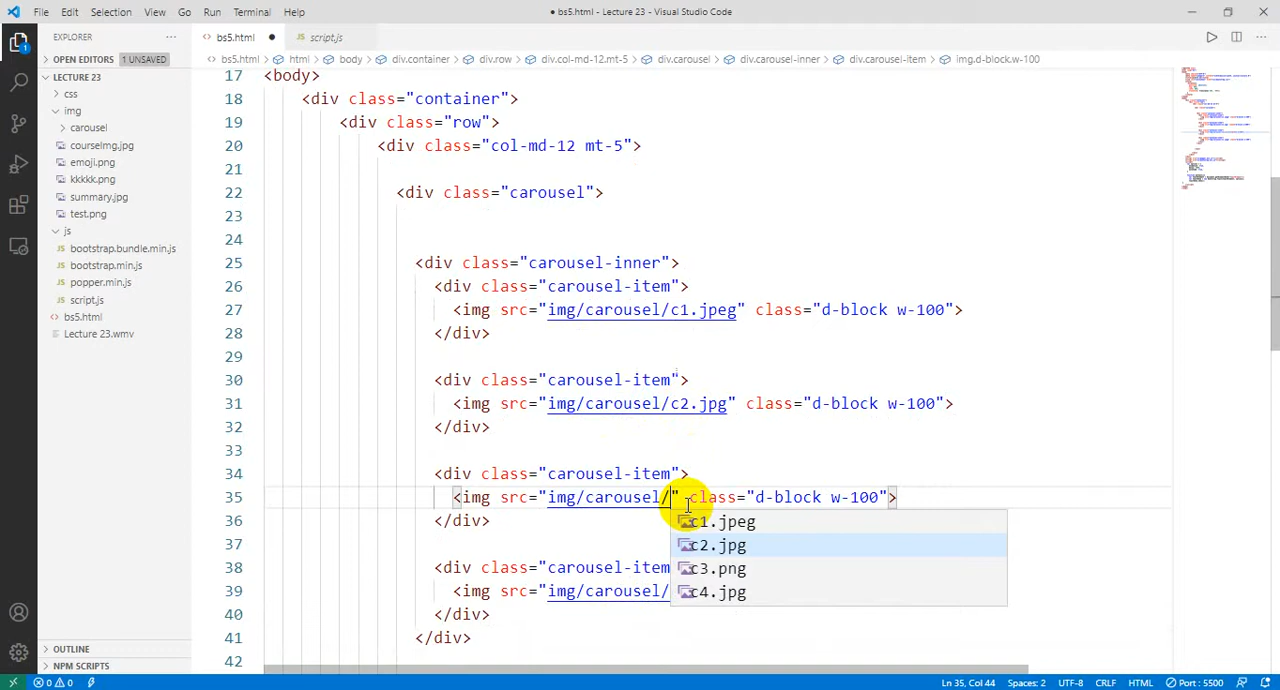 File Edit Selection View Go Run Terminal Help
● bs5.html - Lecture 23 - Visual Studio Code
EXPLORER ···
bs5.html ●
JS script.js
OPEN EDITORS 1 UNSAVED
<> bs5.html > html > body > div.container > div.row > div.col-md-12.mt-5 > div.carousel > div.carousel-inner > div.carousel-item > img.d-block.w-100
LECTURE 23
css
img
carousel
courseImg.jpg
emoji.png
kkkkk.png
summary.jpg
test.png
js
JS bootstrap.bundle.min.js
JS bootstrap.min.js
JS popper.min.js
JS script.js
<> bs5.html
Lecture 23.wmv
OUTLINE
NPM SCRIPTS
17 <body>
18 <div class="container">
19 <div class="row">
20 <div class="col-md-12 mt-5">
21
22 <div class="carousel">
23
24
25 <div class="carousel-inner">
26 <div class="carousel-item">
27 <img src="img/carousel/c1.jpeg" class="d-block w-100">
28 </div>
29
30 <div class="carousel-item">
31 <img src="img/carousel/c2.jpg" class="d-block w-100">
32 </div>
33
34 <div class="carousel-item">
35 <img src="img/carousel/" class="d-block w-100">
36 </div>
37
38 <div class="carousel-item
39 <img src="img/carousel/
40 </div>
41 </div>
42
c1.jpeg
c2.jpg
c3.png
c4.jpg
1
0 0 Ln 35, Col 44 Spaces: 2 UTF-8 CRLF HTML Port : 5500